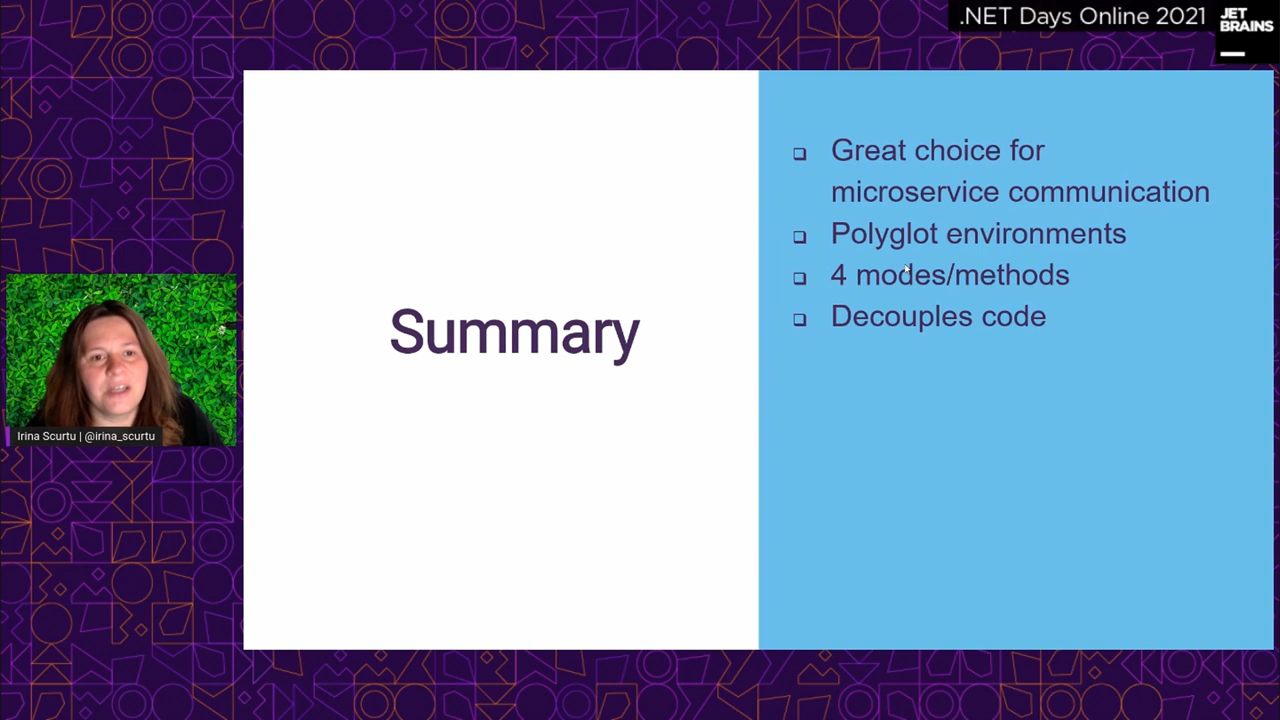 .NET Days Online 2021
JET
BRAINS
Great choice for
microservice communication
Polyglot environments
4 modes/methods
Decouples code
Summary
Irina Scurtu | @irina_scurtu